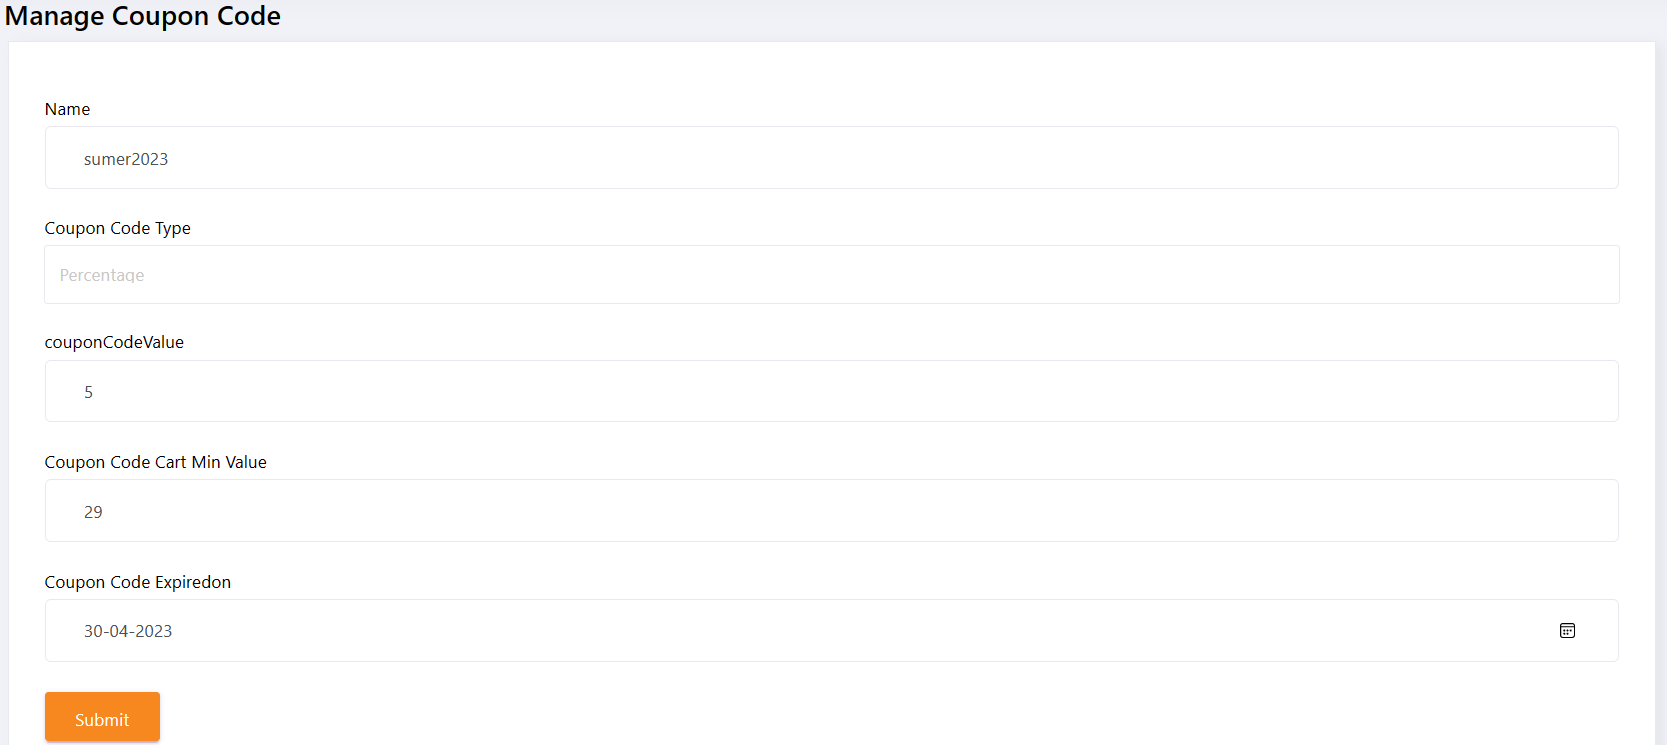 Manage Coupon Code
Name
sumer2023
Coupon Code Type
Percentage
couponCodeValue
5
Coupon Code Cart Min Value
29
Coupon Code Expiredon
30-04-2023
Submit